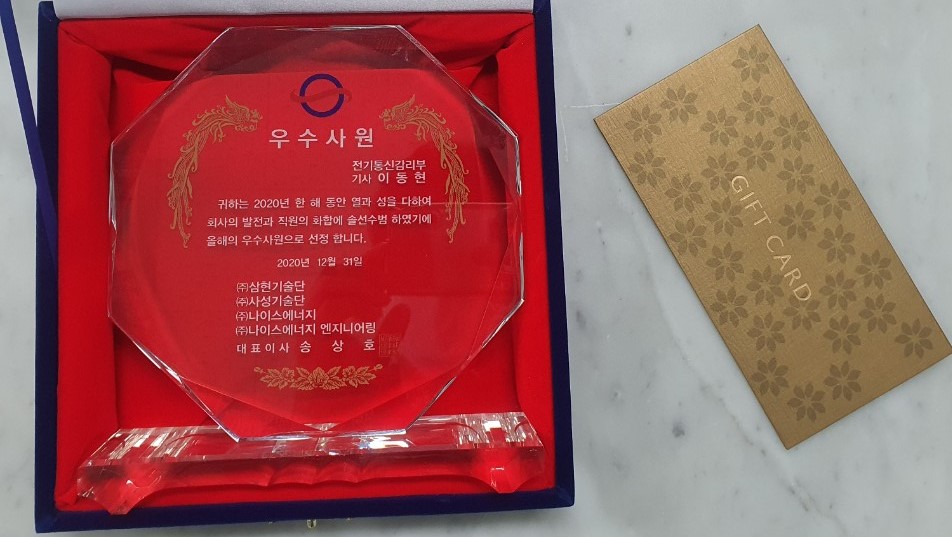 우수사원
전기통신감리부
기사 이동현
귀하는 2020년 한 해 동안 열과 성을 다하여
회사의 발전과 직원의 화합에 솔선수범 하였기에
올해의 우수사원으로 선정 합니다.
2020년 12월 31일
㈜삼현기술단
㈜사성기술단
㈜나이스에너지
㈜나이스에너지 엔지니어링
대표이사 송상호
GIFT CARD